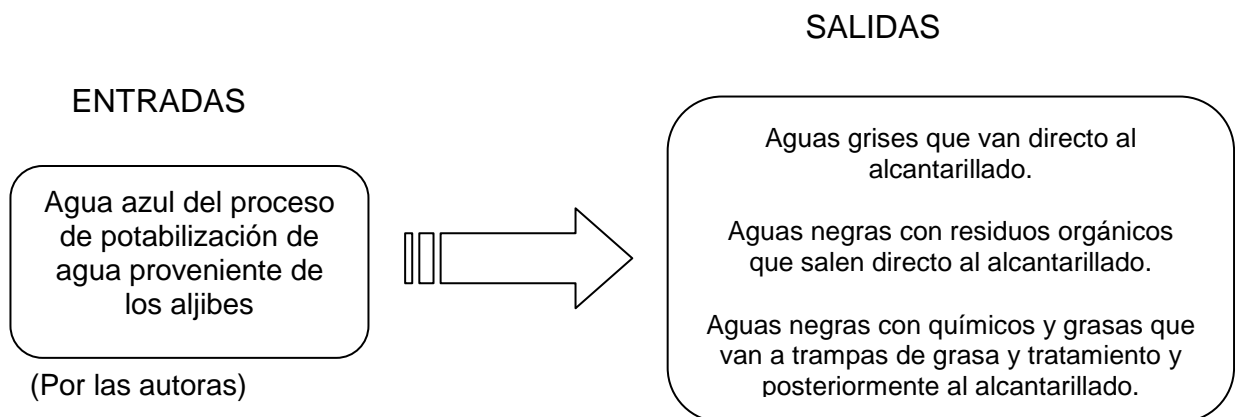 SALIDAS
ENTRADAS
Agua azul del proceso
de potabilización de
agua proveniente de
los aljibes
(Por las autoras)
Aguas grises que van directo al
alcantarillado.
Aguas negras con residuos orgánicos
que salen directo al alcantarillado.
Aguas negras con químicos y grasas que
van a trampas de grasa y tratamiento y
posteriormente al alcantarillado.